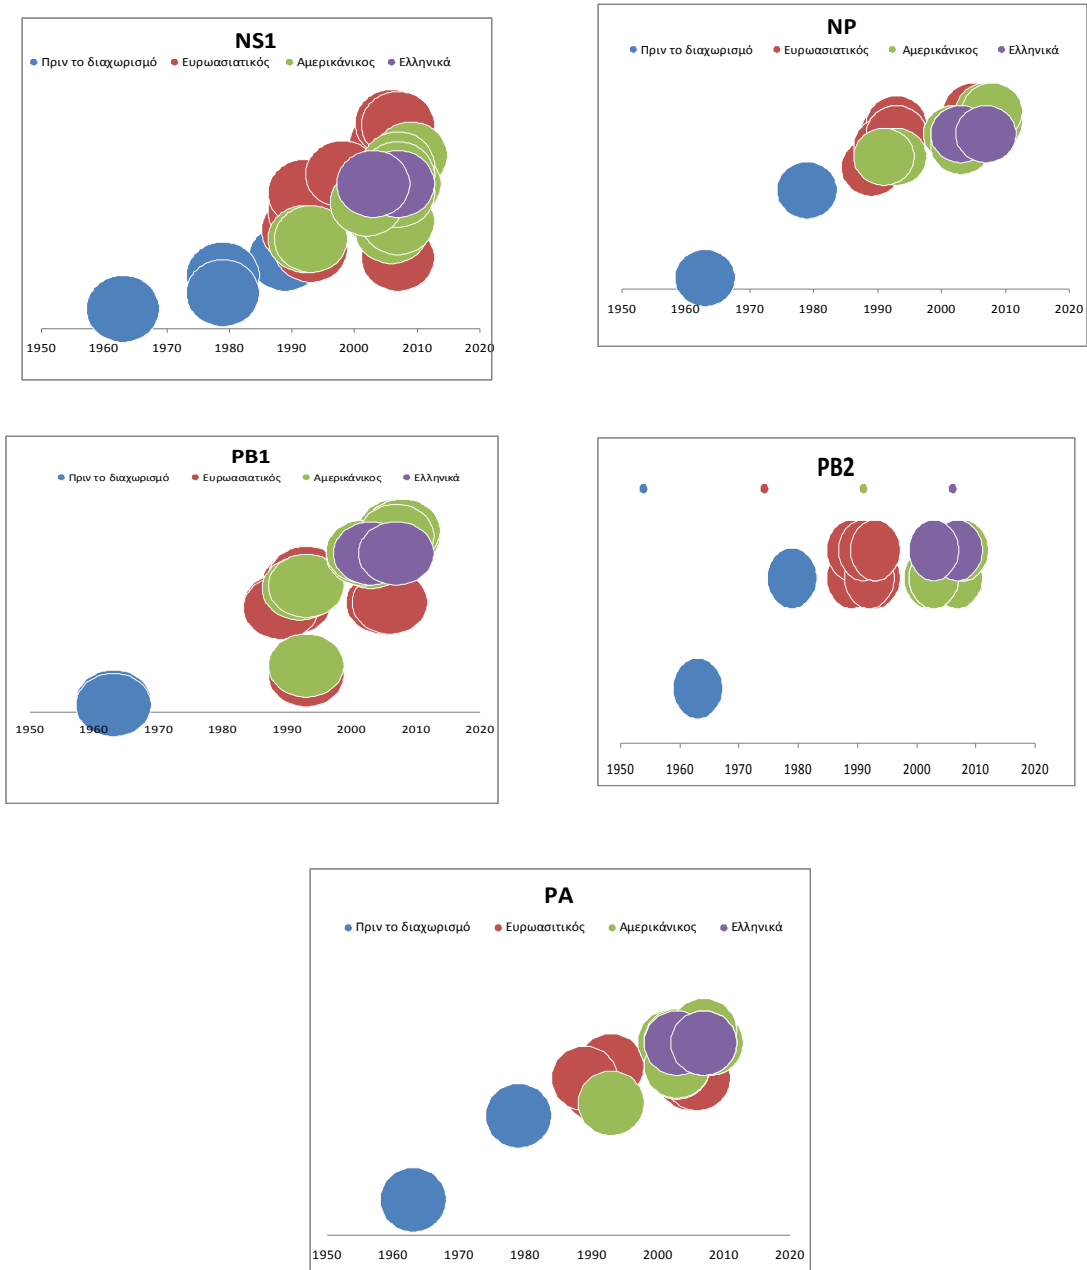 NS1
Πριν το διαχωρισμό Ευρωασιατικός Αμερικάνικος Ελληνικά
1950 1960 1970 1980 1990 2000 2010 2020
NP
Πριν το διαχωρισμό Ευρωασιατικός Αμερικάνικος Ελληνικά
1950 1960 1970 1980 1990 2000 2010 2020
PB1
Πριν το διαχωρισμό Ευρωασιατικός Αμερικάνικος Ελληνικά
1950 1960 1970 1980 1990 2000 2010 2020
PB2
1950 1960 1970 1980 1990 2000 2010 2020
PA
Πριν το διαχωρισμό Ευρωασιτικός Αμερικάνικος Ελληνικά
1950 1960 1970 1980 1990 2000 2010 2020